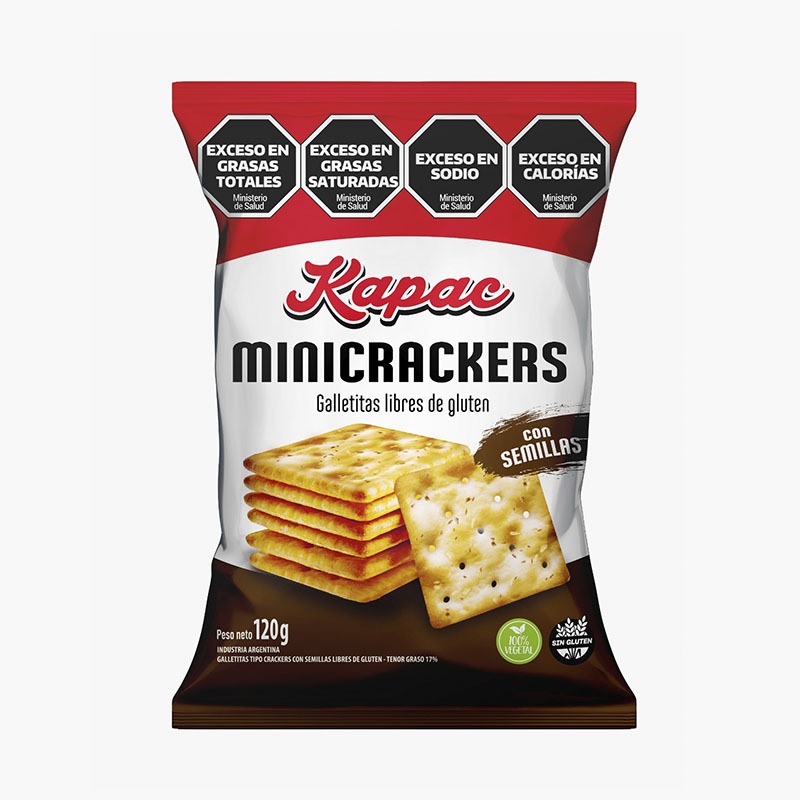 EXCESO EN
GRASAS
TOTALES
Ministerio
de Salud
EXCESO EN
GRASAS
SATURADAS
Ministerio
de Salud
EXCESO EN
SODIO
Ministerio
de Salud
EXCESO EN
CALORÍAS
Ministerio
de Salud
Kapac
MINICRACKERS
Galletitas libres de gluten
CON
SEMILLAS
Peso neto 120g
INDUSTRIA ARGENTINA
GALLETITAS TIPO CRACKERS CON SEMILLAS LIBRES DE GLUTEN - TENOR GRASO 17%
100%
VEGETAL
SIN GLUTEN